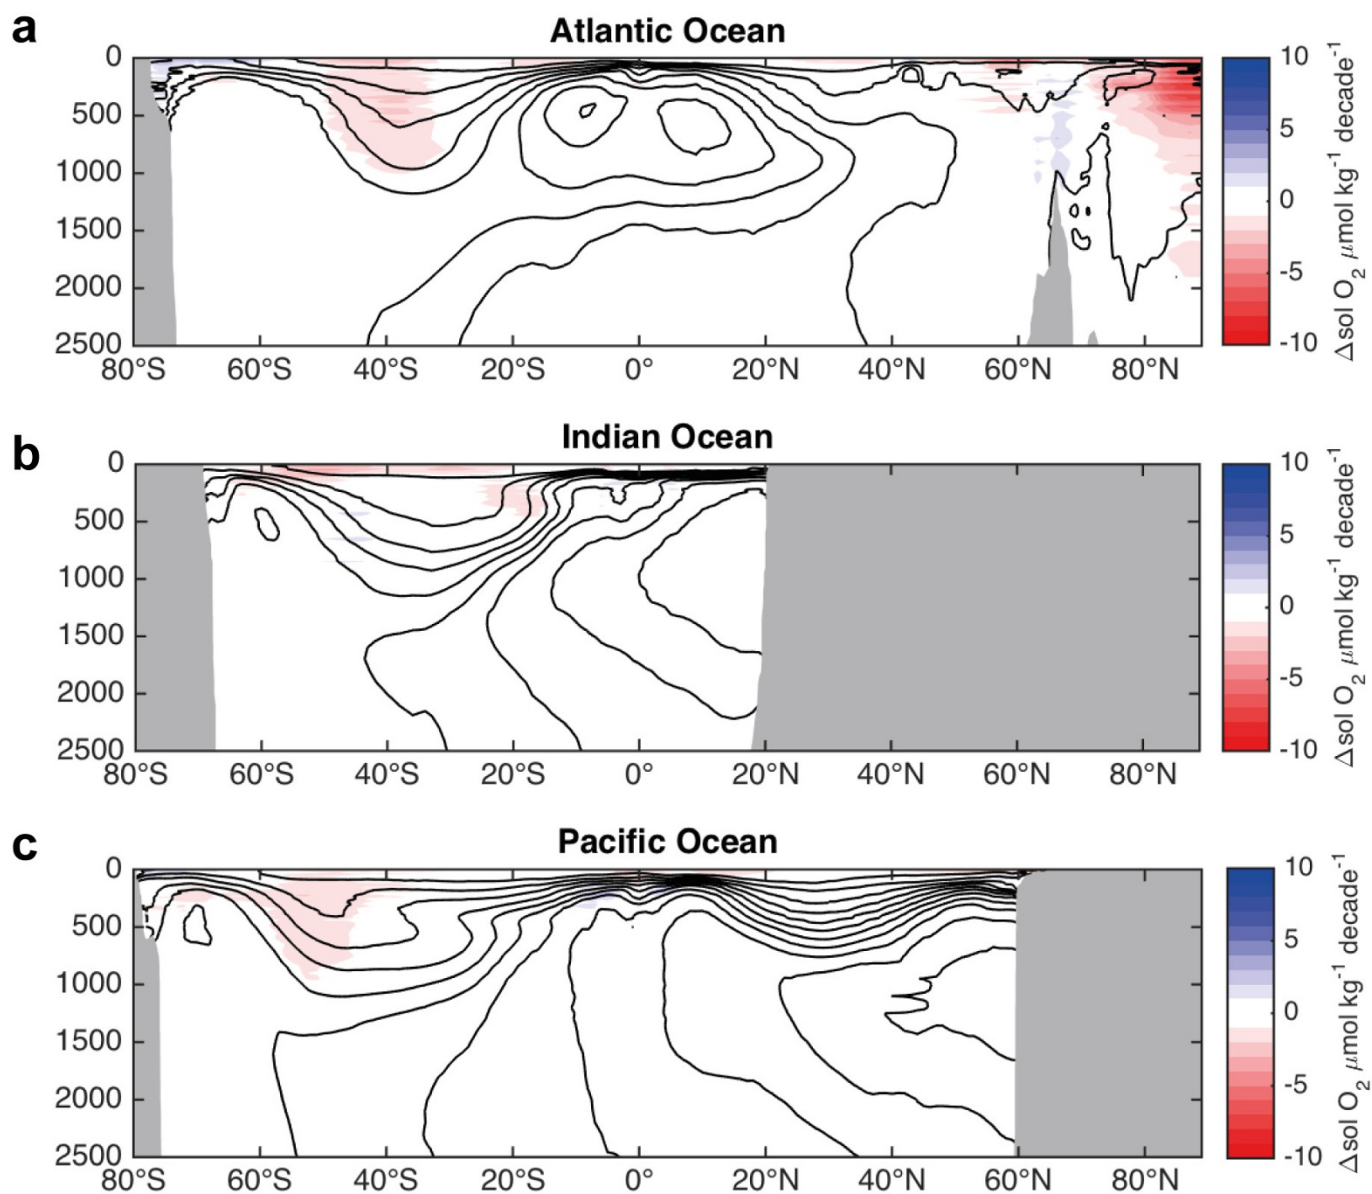 a
Atlantic Ocean
0
500
1000
1500
2000
2500
80°S 60°S 40°S 20°S 0° 20°N 40°N 60°N 80°N
10
5
0
-5
-10
Δsol O₂ μmol kg⁻¹ decade⁻¹
b
Indian Ocean
0
500
1000
1500
2000
2500
80°S 60°S 40°S 20°S 0° 20°N 40°N 60°N 80°N
10
5
0
-5
-10
Δsol O₂ μmol kg⁻¹ decade⁻¹
c
Pacific Ocean
0
500
1000
1500
2000
2500
80°S 60°S 40°S 20°S 0° 20°N 40°N 60°N 80°N
10
5
0
-5
-10
Δsol O₂ μmol kg⁻¹ decade⁻¹